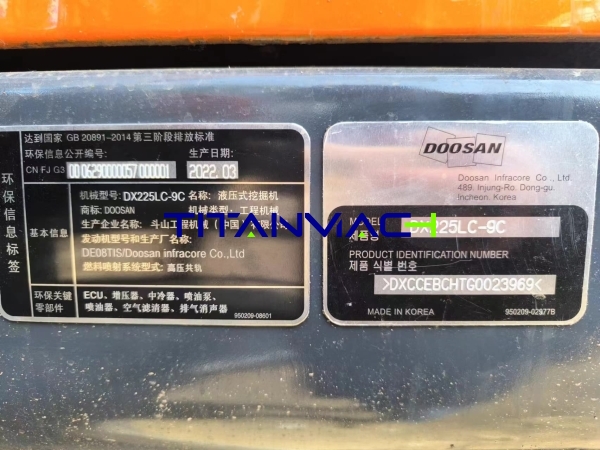 达到国家 GB 20891-2014 第三阶段排放标准
环保信息公开编号: 生产日期:
CN FJ G3 00 0629000057 000001 2022.03
环保信息标签
基本信息
机械型号: DX225LC-9C 名称: 液压式挖掘机
商标: DOOSAN 机械类型: 工程机械
生产厂名称: 斗山工程机械(中国)有限公司
发动机型号和生产厂名称:
DE08TIS/Doosan infracore Co.,Ltd
燃料喷射系统型式: 高压共轨
环保关键零部件
ECU、增压器、中冷器、喷油泵、
喷油器、空气滤清器、排气消声器
950209-08601
DOOSAN
Doosan Infracore Co., Ltd.
489, Injung-Ro, Dong-gu,
Incheon, Korea
MODEL DX225LC-9C
제품명
PRODUCT IDENTIFICATION NUMBER
제품 식별 번호
>DXCCEBCHTG0023969<
MADE IN KOREA 950209-02977B
TITANMACH